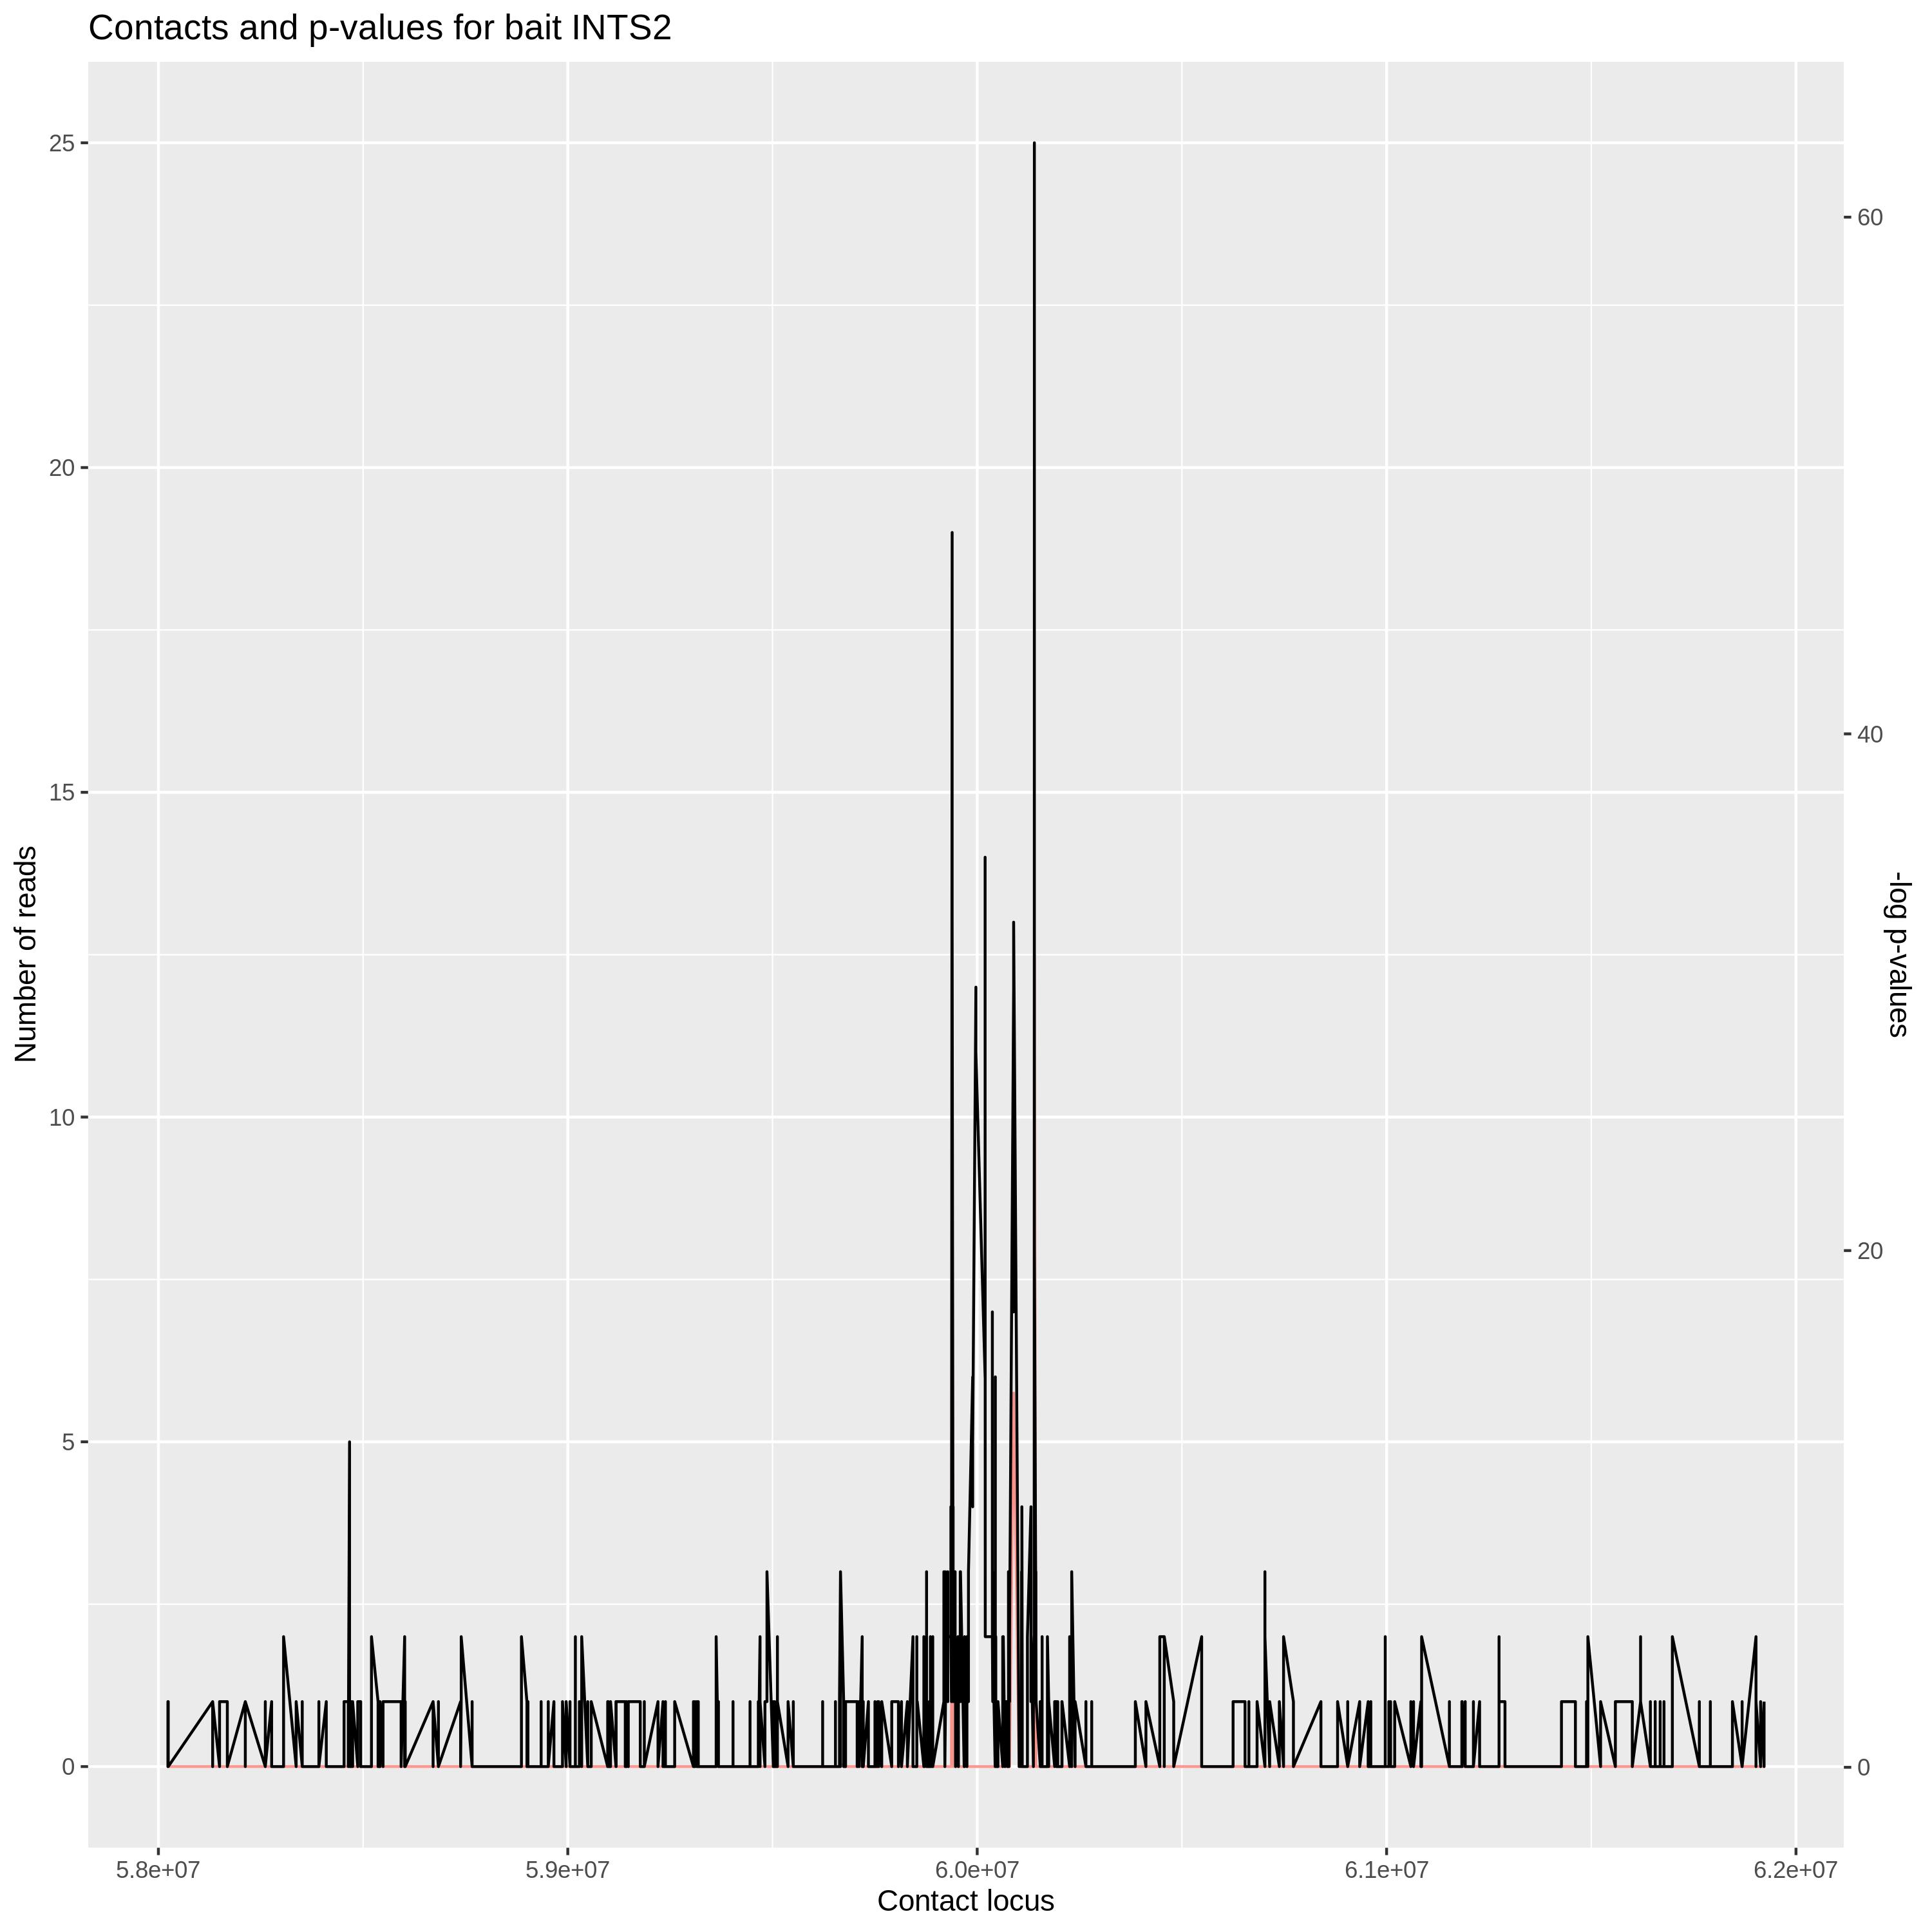 Contacts and p-values for bait INTS2
25
20
15
10
5
0
Number of reads
60
40
20
0
-log p-values
5.8e+07
5.9e+07
6.0e+07
6.1e+07
6.2e+07
Contact locus